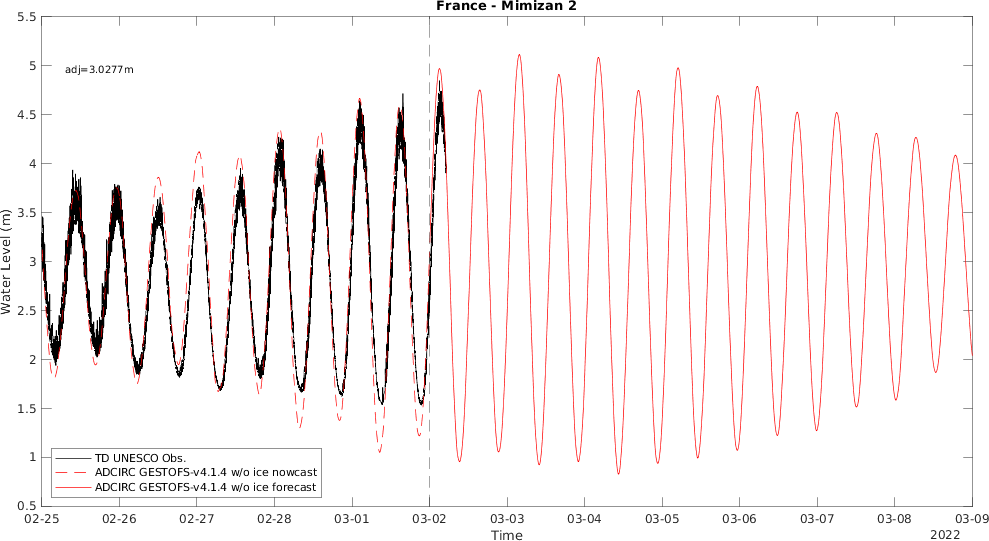 France - Mimizan 2
adj=3.0277m
Water Level (m)
5.5
5
4.5
4
3.5
3
2.5
2
1.5
1
0.5
TD UNESCO Obs.
ADCIRC GESTOFS-v4.1.4 w/o ice nowcast
ADCIRC GESTOFS-v4.1.4 w/o ice forecast
02-25 02-26 02-27 02-28 03-01 03-02 03-03 03-04 03-05 03-06 03-07 03-08 03-09
Time
2022